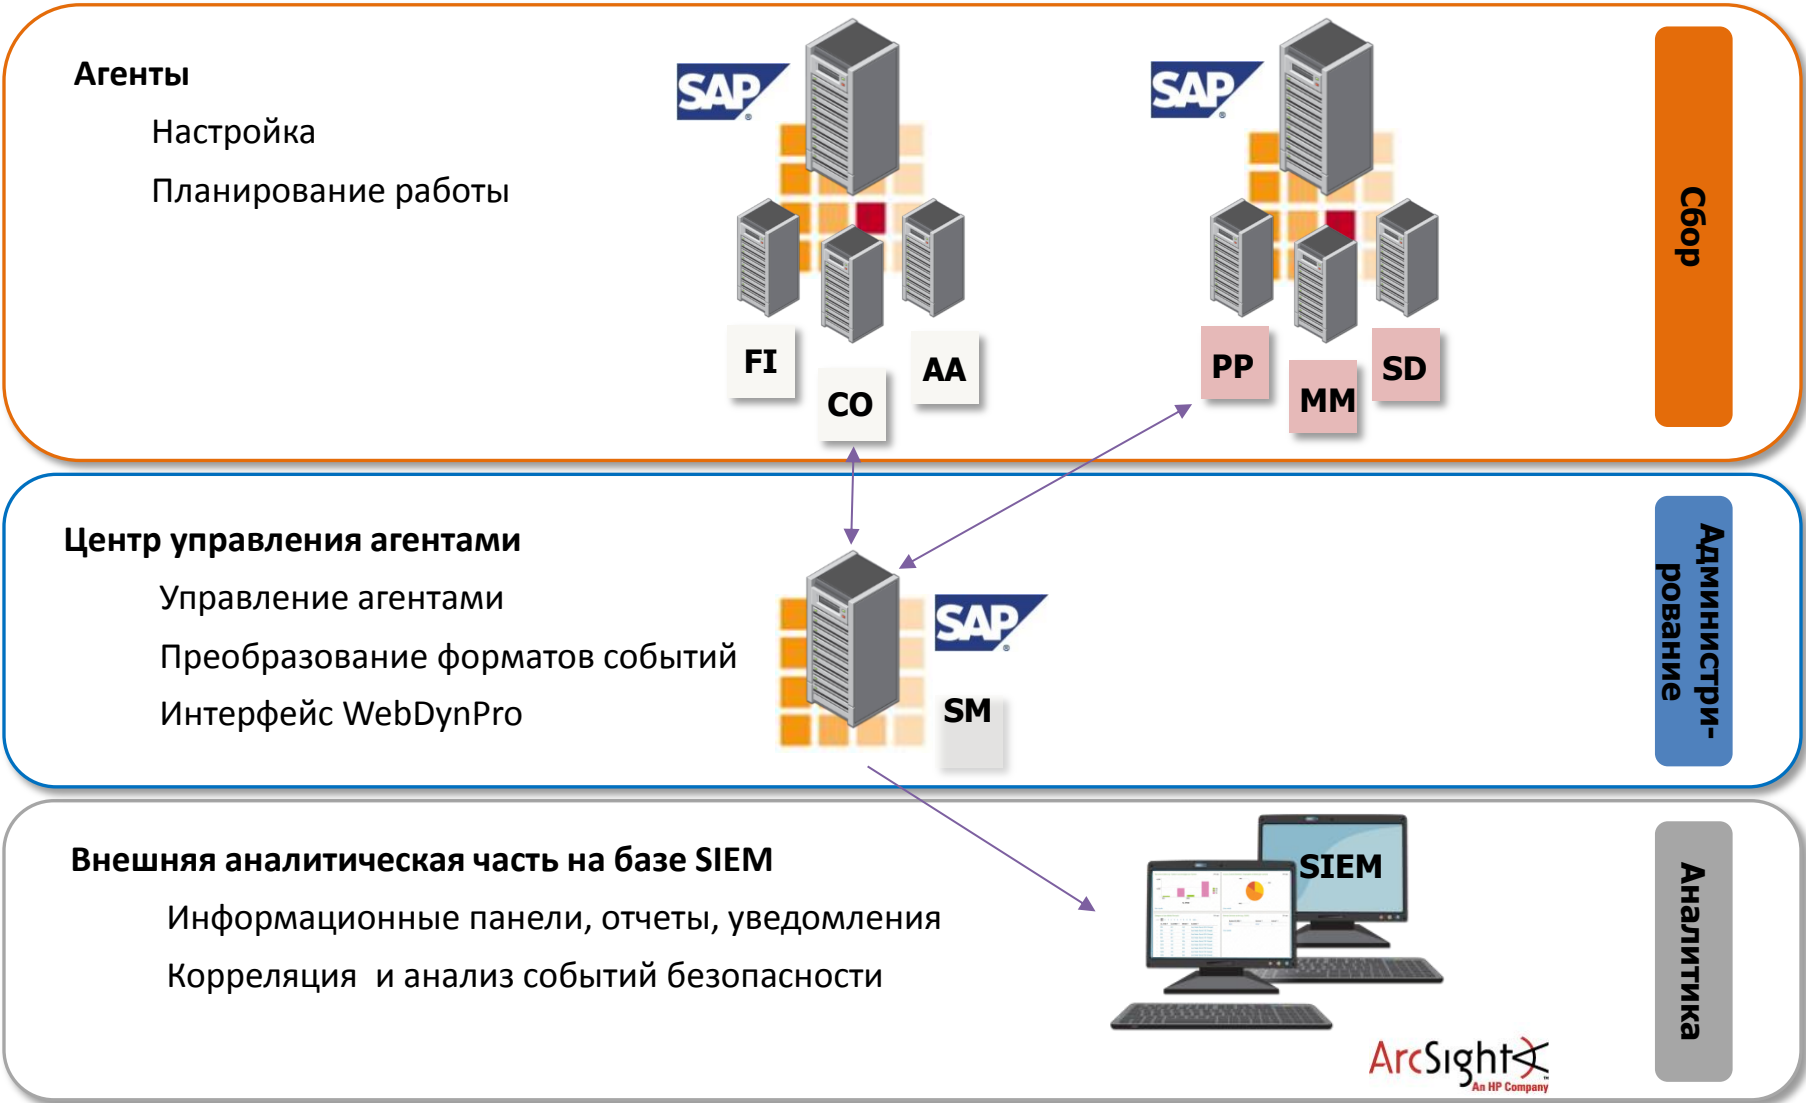 Агенты
Настройка
Планирование работы
SAP
®
SAP
®
FI
CO
AA
PP
MM
SD
Сбор
Центр управления агентами
Управление агентами
Преобразование форматов событий
Интерфейс WebDynPro
SAP
®
SM
Администри-
рование
Внешняя аналитическая часть на базе SIEM
Информационные панели, отчеты, уведомления
Корреляция  и анализ событий безопасности
SIEM
ArcSight
An HP Company
Аналитика